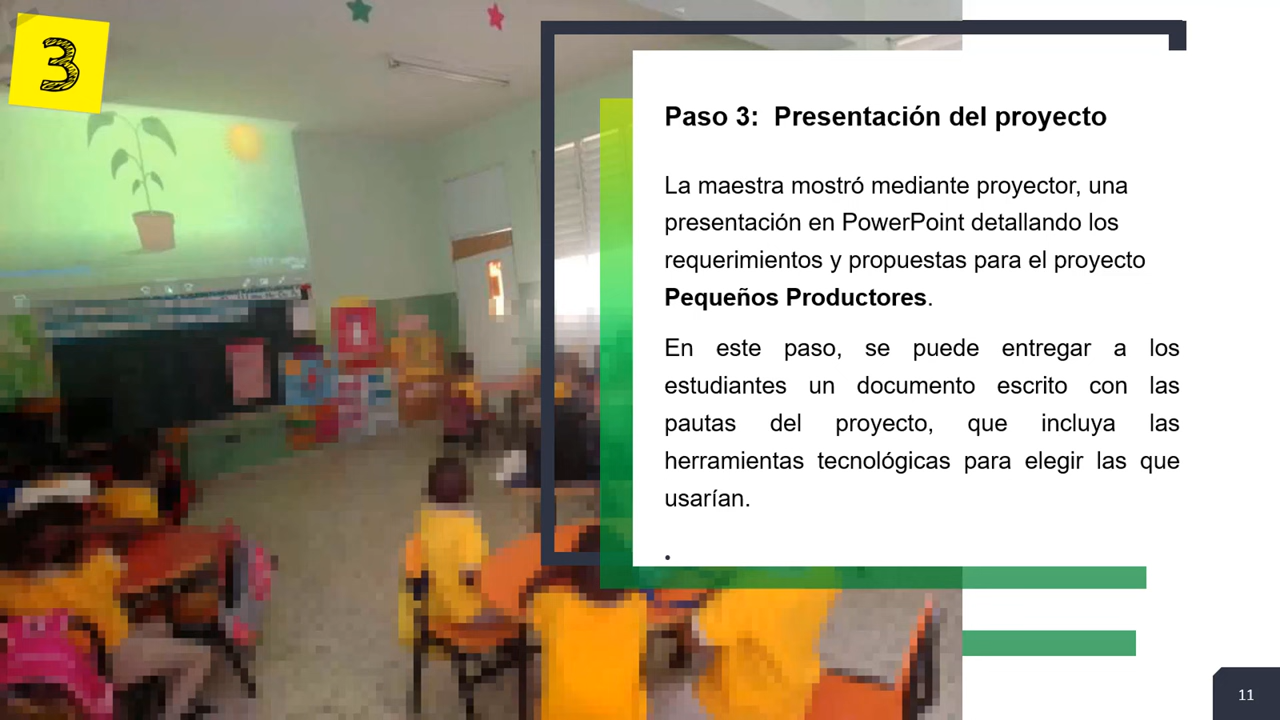 3
Paso 3:  Presentación del proyecto
La maestra mostró mediante proyector, una
presentación en PowerPoint detallando los
requerimientos y propuestas para el proyecto
Pequeños Productores.
En este paso, se puede entregar a los
estudiantes un documento escrito con las
pautas del proyecto, que incluya las
herramientas tecnológicas para elegir las que
usarían.
.
11